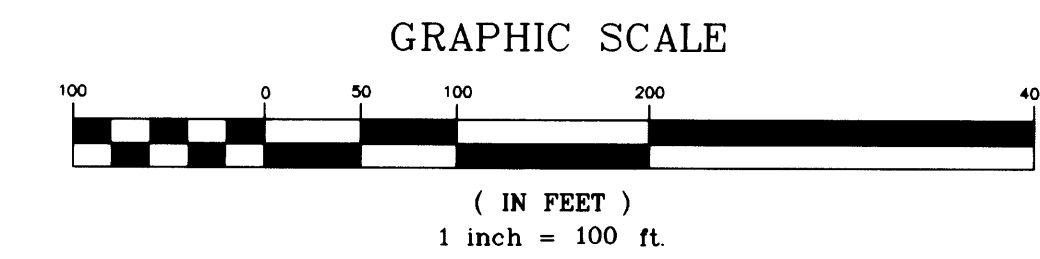 GRAPHIC SCALE
100 0 50 100 200 40
( IN FEET )
1 inch = 100 ft.